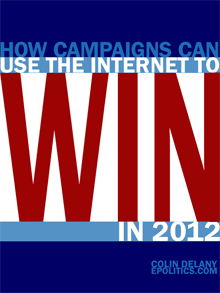 HOW CAMPAIGNS CAN
USE THE INTERNET TO
WIN
IN 2012
COLIN DELANY
EPOLITICS.COM